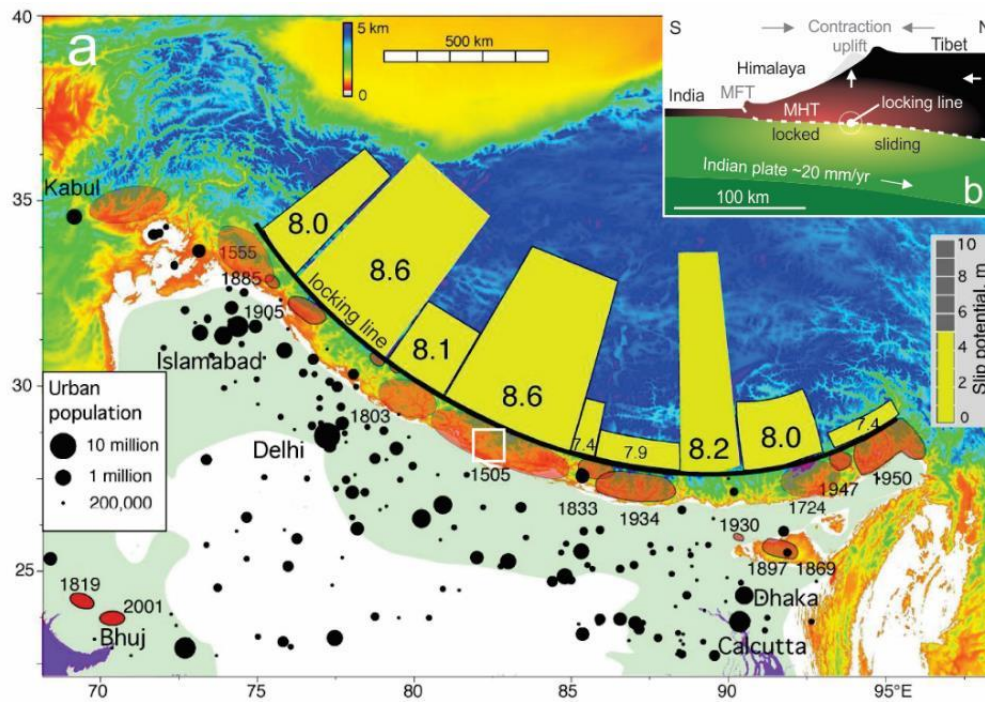 a
40
35
30
25
70
75
80
85
90
95°E
5 km
0
500 km
Kabul
Islamabad
Delhi
Bhuj
Dhaka
Calcutta
locking line
8.0
8.6
8.1
8.6
7.4
7.9
8.2
8.0
7.4
1555
1885
1905
1803
1505
1833
1934
1930
1724
1947
1950
1897
1869
1819
2001
Urban
population
10 million
1 million
200,000
Slip potential, m
10
8
6
4
2
0
b
S
Contraction
uplift
N
Tibet
Himalaya
MFT
India
MHT
locking line
locked
sliding
Indian plate ~20 mm/yr
100 km